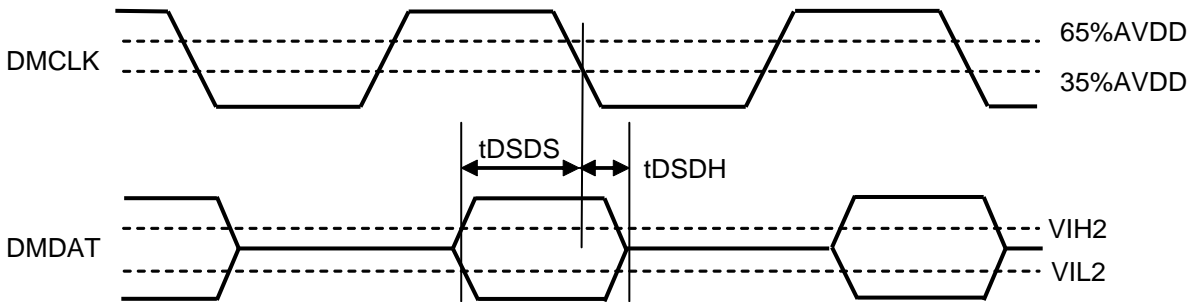 65%AVDD
DMCLK
35%AVDD
tDSDS
tDSDH
VIH2
DMDAT
VIL2